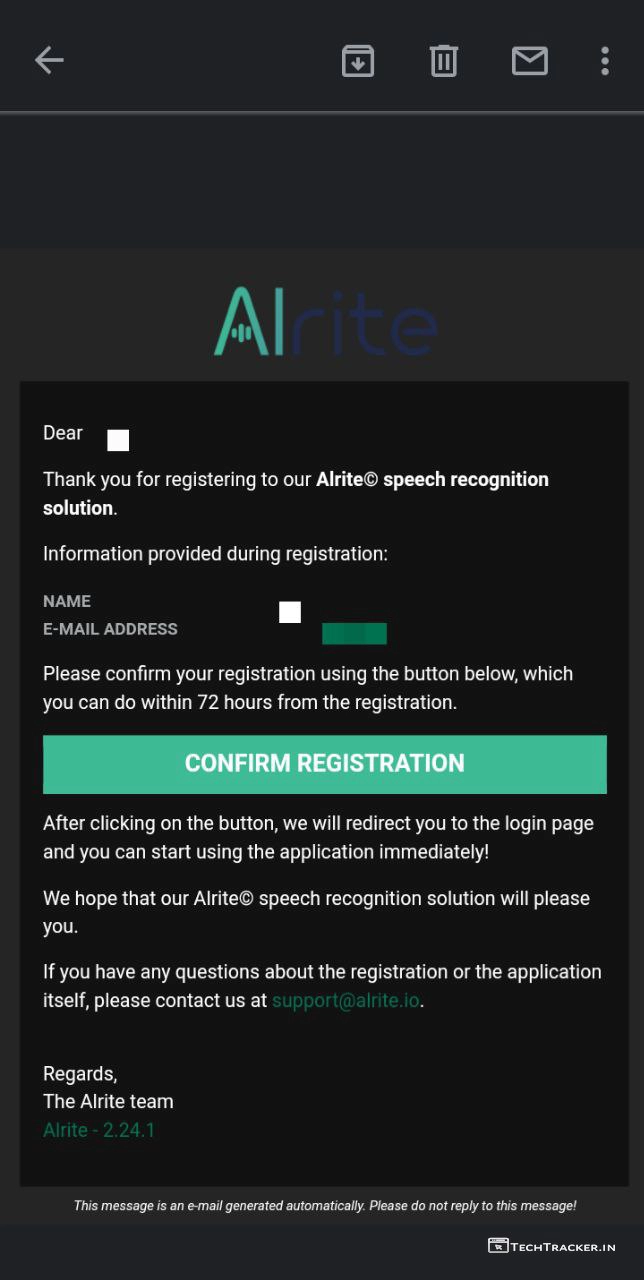 AIrite
Dear
Thank you for registering to our Alrite© speech recognition
solution.
Information provided during registration:
NAME
E-MAIL ADDRESS
Please confirm your registration using the button below, which
you can do within 72 hours from the registration.
CONFIRM REGISTRATION
After clicking on the button, we will redirect you to the login page
and you can start using the application immediately!
We hope that our Alrite© speech recognition solution will please
you.
If you have any questions about the registration or the application
itself, please contact us at support@alrite.io.
Regards,
The Alrite team
Alrite - 2.24.1
This message is an e-mail generated automatically. Please do not reply to this message!
TechTracker.in